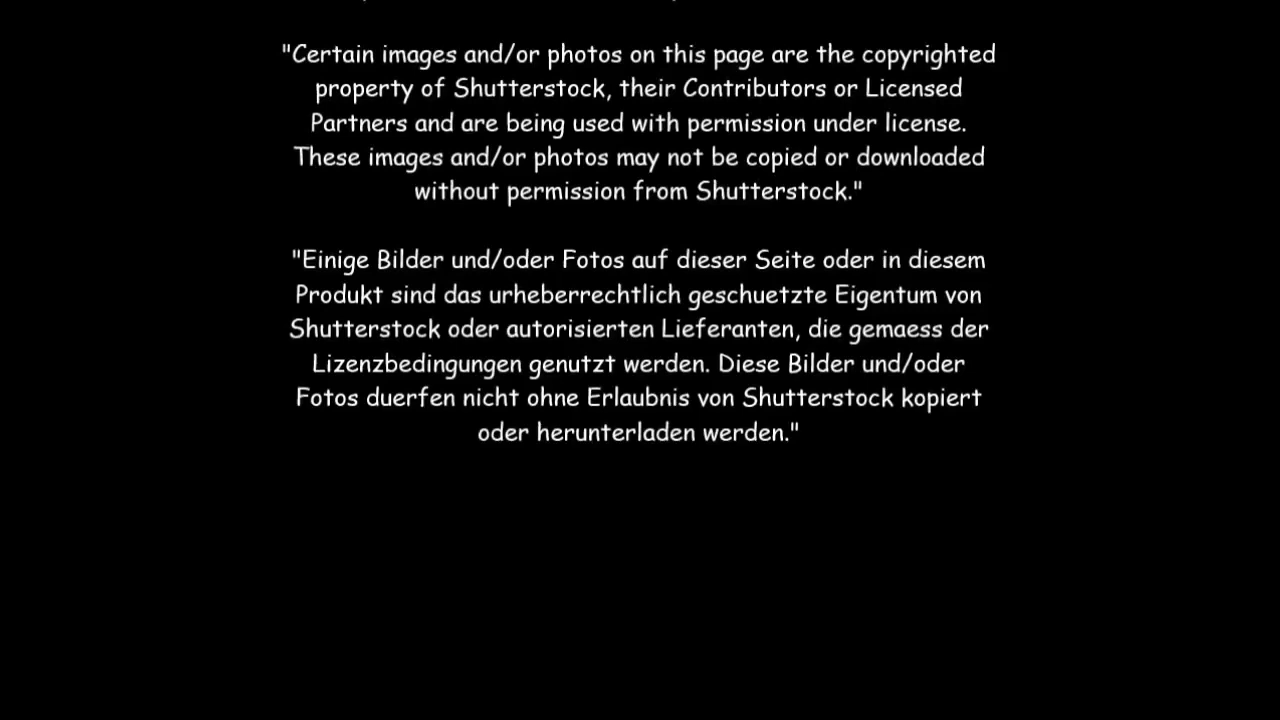 "Certain images and/or photos on this page are the copyrighted
property of Shutterstock, their Contributors or Licensed
Partners and are being used with permission under license.
These images and/or photos may not be copied or downloaded
without permission from Shutterstock."
"Einige Bilder und/oder Fotos auf dieser Seite oder in diesem
Produkt sind das urheberrechtlich geschuetzte Eigentum von
Shutterstock oder autorisierten Lieferanten, die gemaess der
Lizenzbedingungen genutzt werden. Diese Bilder und/oder
Fotos duerfen nicht ohne Erlaubnis von Shutterstock kopiert
oder herunterladen werden."